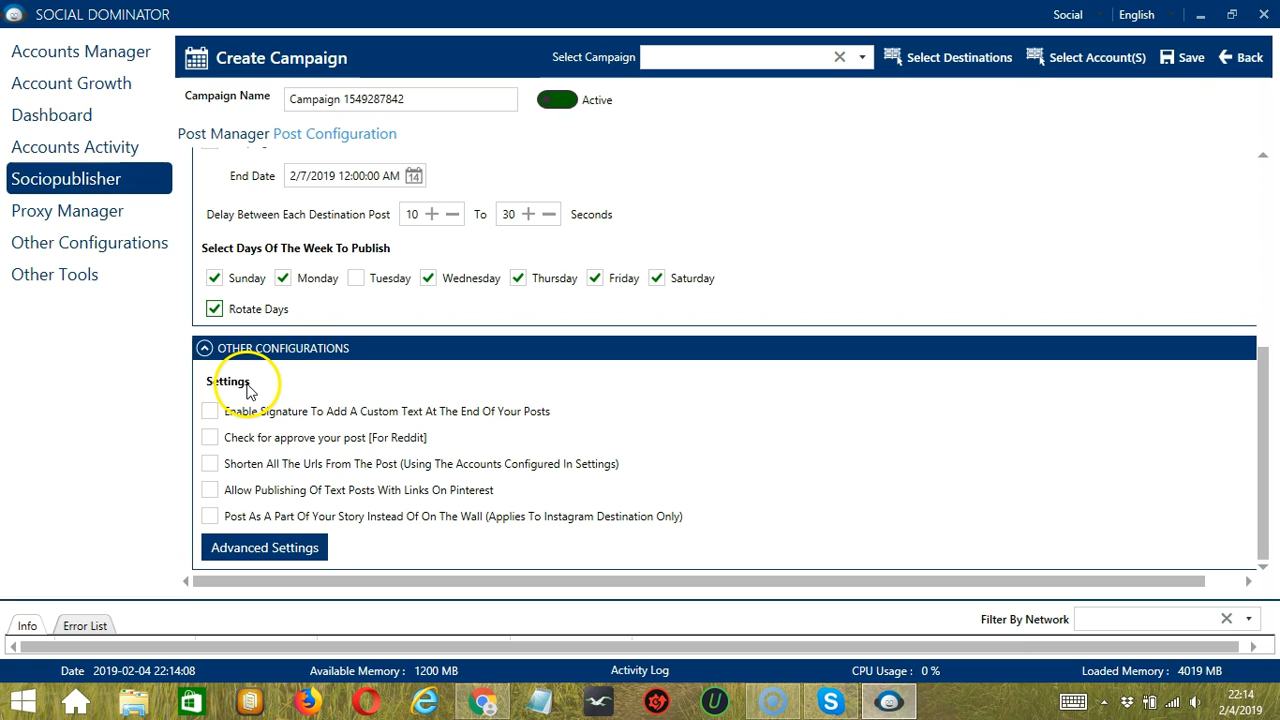 SOCIAL DOMINATOR
Social
English
Accounts Manager
Account Growth
Dashboard
Accounts Activity
Sociopublisher
Proxy Manager
Other Configurations
Other Tools
Create Campaign
Select Campaign
Select Destinations
Select Account(S)
Save
Back
Campaign Name
Campaign 1549287842
Active
Post Manager Post Configuration
End Date 2/7/2019 12:00:00 AM 14
Delay Between Each Destination Post 10 To 30 Seconds
Select Days Of The Week To Publish
Sunday Monday Tuesday Wednesday Thursday Friday Saturday
Rotate Days
OTHER CONFIGURATIONS
Settings
Enable Signature To Add A Custom Text At The End Of Your Posts
Check for approve your post [For Reddit]
Shorten All The Urls From The Post (Using The Accounts Configured In Settings)
Allow Publishing Of Text Posts With Links On Pinterest
Post As A Part Of Your Story Instead Of On The Wall (Applies To Instagram Destination Only)
Advanced Settings
Info Error List
Filter By Network
Date 2019-02-04 22:14:08 Available Memory : 1200 MB Activity Log CPU Usage : 0 % Loaded Memory : 4019 MB
22:14
2/4/2019